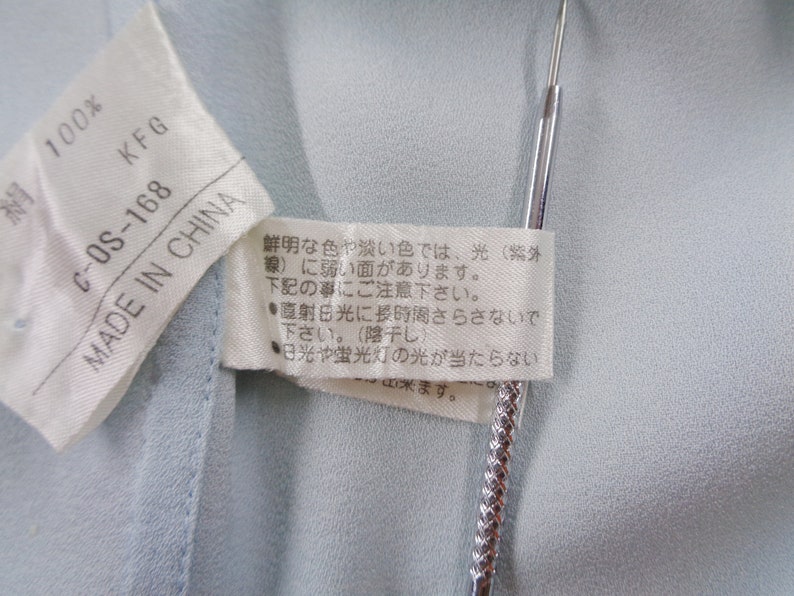 絹 100%
KFG
C-OS-168
MADE IN CHINA
鮮明な色や淡い色では、光(紫外
線)に弱い面があります。
下記の事にご注意下さい。
●直射日光に長時間さらさないで
下さい。(陰干し)
●日光や蛍光灯の光が当たらない
出来ます。